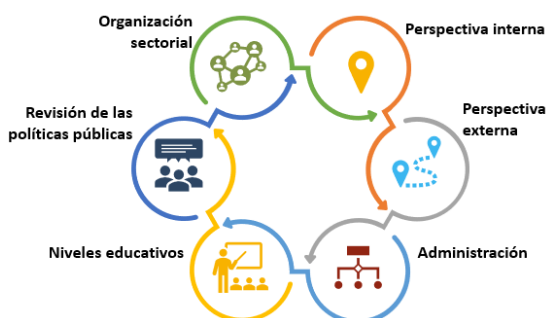 Organización
sectorial
Perspectiva interna
Perspectiva
externa
Administración
Niveles educativos
Revisión de las
políticas públicas